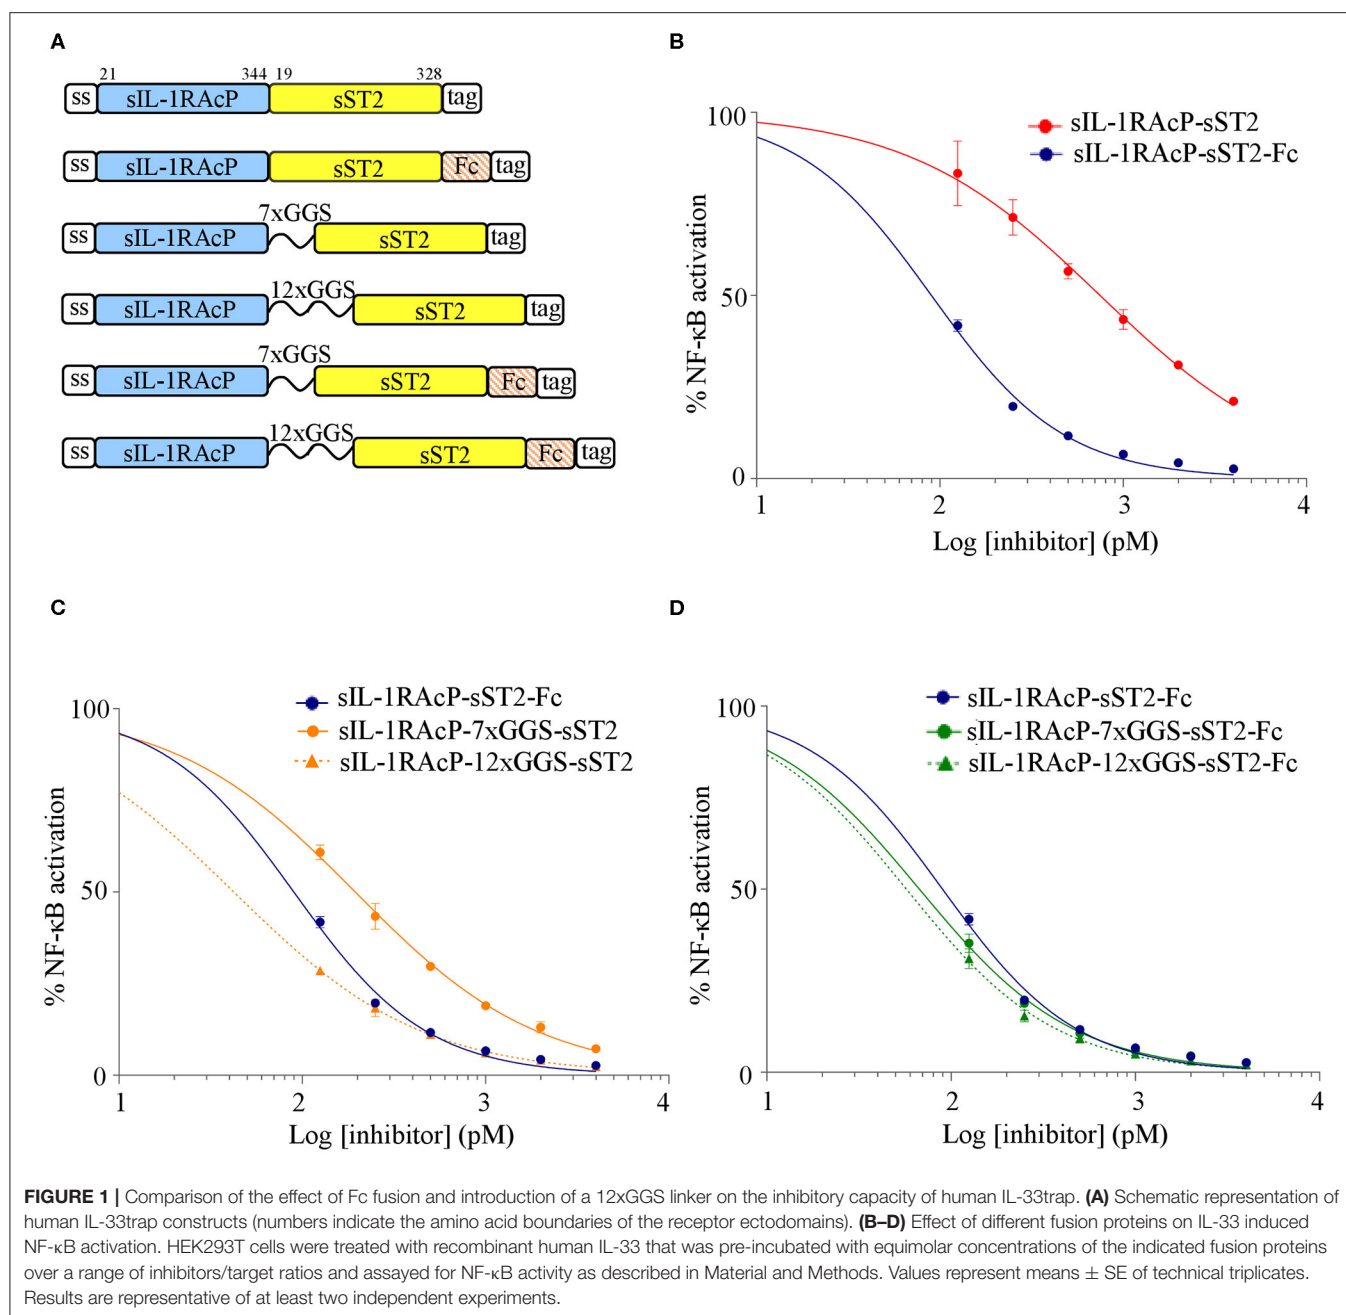 A
21 344 19 328
ss sIL-1RAcP sST2 tag
ss sIL-1RAcP sST2 Fc tag
7xGGS
ss sIL-1RAcP sST2 tag
12xGGS
ss sIL-1RAcP sST2 tag
7xGGS
ss sIL-1RAcP sST2 Fc tag
12xGGS
ss sIL-1RAcP sST2 Fc tag
B
% NF-κB activation
100
50
0
sIL-1RAcP-sST2
sIL-1RAcP-sST2-Fc
1 2 3 4
Log [inhibitor] (pM)
C
% NF-κB activation
100
50
0
sIL-1RAcP-sST2-Fc
sIL-1RAcP-7xGGS-sST2
sIL-1RAcP-12xGGS-sST2
1 2 3 4
Log [inhibitor] (pM)
D
% NF-κB activation
100
50
0
sIL-1RAcP-sST2-Fc
sIL-1RAcP-7xGGS-sST2-Fc
sIL-1RAcP-12xGGS-sST2-Fc
1 2 3 4
Log [inhibitor] (pM)
FIGURE 1 | Comparison of the effect of Fc fusion and introduction of a 12xGGS linker on the inhibitory capacity of human IL-33trap. (A) Schematic representation of
human IL-33trap constructs (numbers indicate the amino acid boundaries of the receptor ectodomains). (B–D) Effect of different fusion proteins on IL-33 induced
NF-κB activation. HEK293T cells were treated with recombinant human IL-33 that was pre-incubated with equimolar concentrations of the indicated fusion proteins
over a range of inhibitors/target ratios and assayed for NF-κB activity as described in Material and Methods. Values represent means ± SE of technical triplicates.
Results are representative of at least two independent experiments.